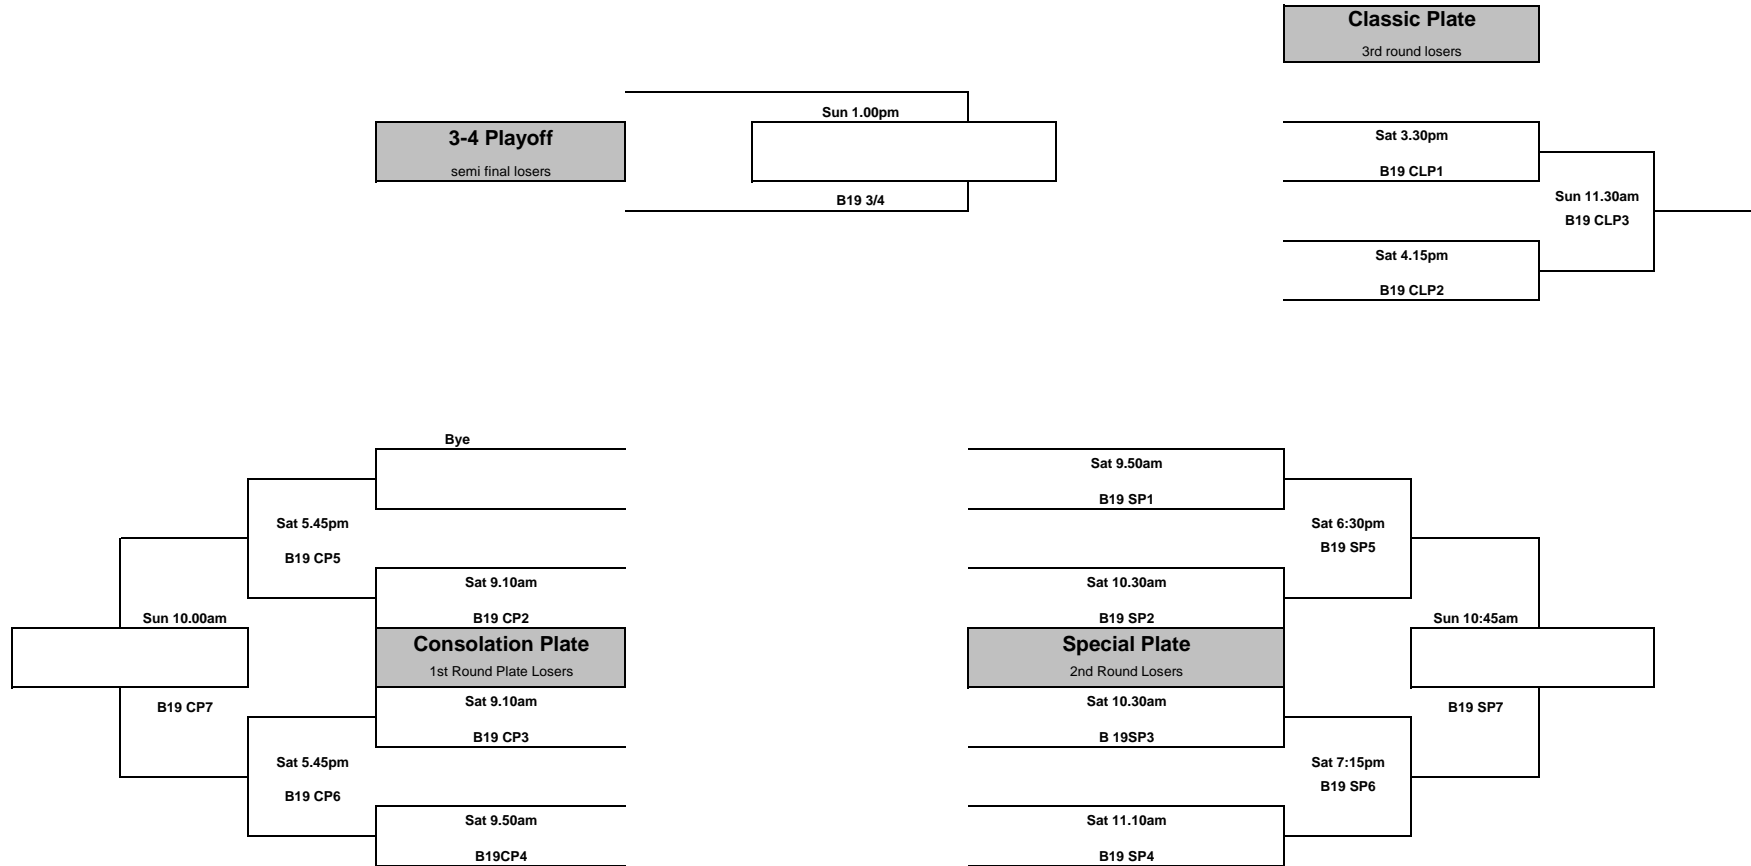 Classic Plate
3rd round losers
Sun 1.00pm
3-4 Playoff
semi final losers
B19 3/4
Sat 3.30pm
B19 CLP1
Sun 11.30am
B19 CLP3
Sat 4.15pm
B19 CLP2
Bye
Sat 5.45pm
B19 CP5
Sat 9.10am
B19 CP2
Sun 10.00am
Consolation Plate
1st Round Plate Losers
B19 CP7
Sat 9.10am
B19 CP3
Sat 5.45pm
B19 CP6
Sat 9.50am
B19CP4
Sat 9.50am
B19 SP1
Sat 6:30pm
B19 SP5
Sat 10.30am
B19 SP2
Sun 10:45am
Special Plate
2nd Round Losers
B19 SP7
Sat 10.30am
B 19SP3
Sat 7:15pm
B19 SP6
Sat 11.10am
B19 SP4